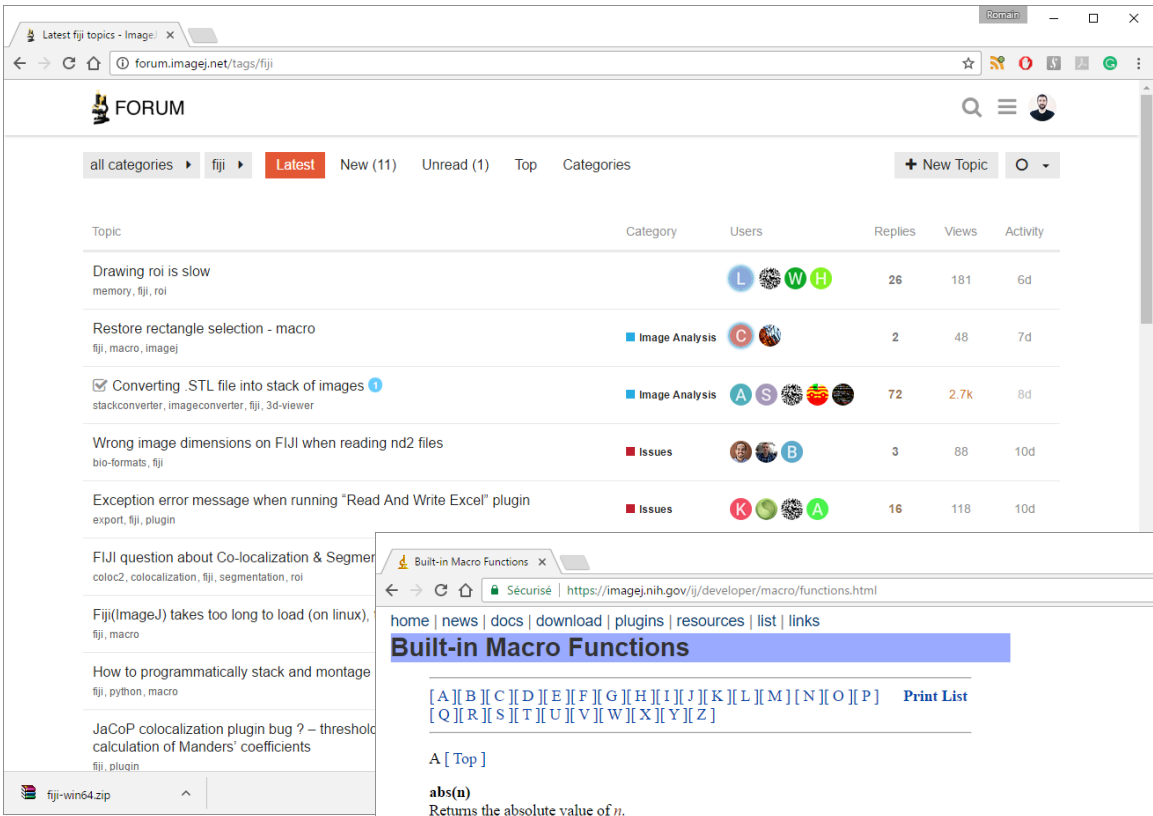 Romain
Latest fiji topics - ImageJ
forum.imagej.net/tags/fiji
FORUM
all categories fiji Latest New (11) Unread (1) Top Categories + New Topic
Topic Category Users Replies Views Activity
Drawing roi is slow
L W H 26 181 6d
memory, fiji, roi
Restore rectangle selection - macro
Image Analysis C 2 48 7d
fiji, macro, imagej
Converting .STL file into stack of images 1
Image Analysis A S 72 2.7k 8d
stackconverter, imageconverter, fiji, 3d-viewer
Wrong image dimensions on FIJI when reading nd2 files
Issues B 3 88 10d
bio-formats, fiji
Exception error message when running “Read And Write Excel” plugin
Issues K A 16 118 10d
export, fiji, plugin
FIJI question about Co-localization & Segmen
coloc2, colocalization, fiji, segmentation, roi
Fiji(ImageJ) takes too long to load (on linux),
fiji, macro
How to programmatically stack and montage
fiji, python, macro
JaCoP colocalization plugin bug ? – threshold
calculation of Manders’ coefficients
fiji, plugin
fiji-win64.zip
Built-in Macro Functions
Sécurisé | https://imagej.nih.gov/ij/developer/macro/functions.html
home | news | docs | download | plugins | resources | list | links
Built-in Macro Functions
[ A ][ B ][ C ][ D ][ E ][ F ][ G ][ H ][ I ][ J ][ K ][ L ][ M ] [ N ][ O ][ P ] Print List
[ Q ][ R ][ S ][ T ][ U ][ V ][ W ][ X ][ Y ][ Z ]
A [ Top ]
abs(n)
Returns the absolute value of n.